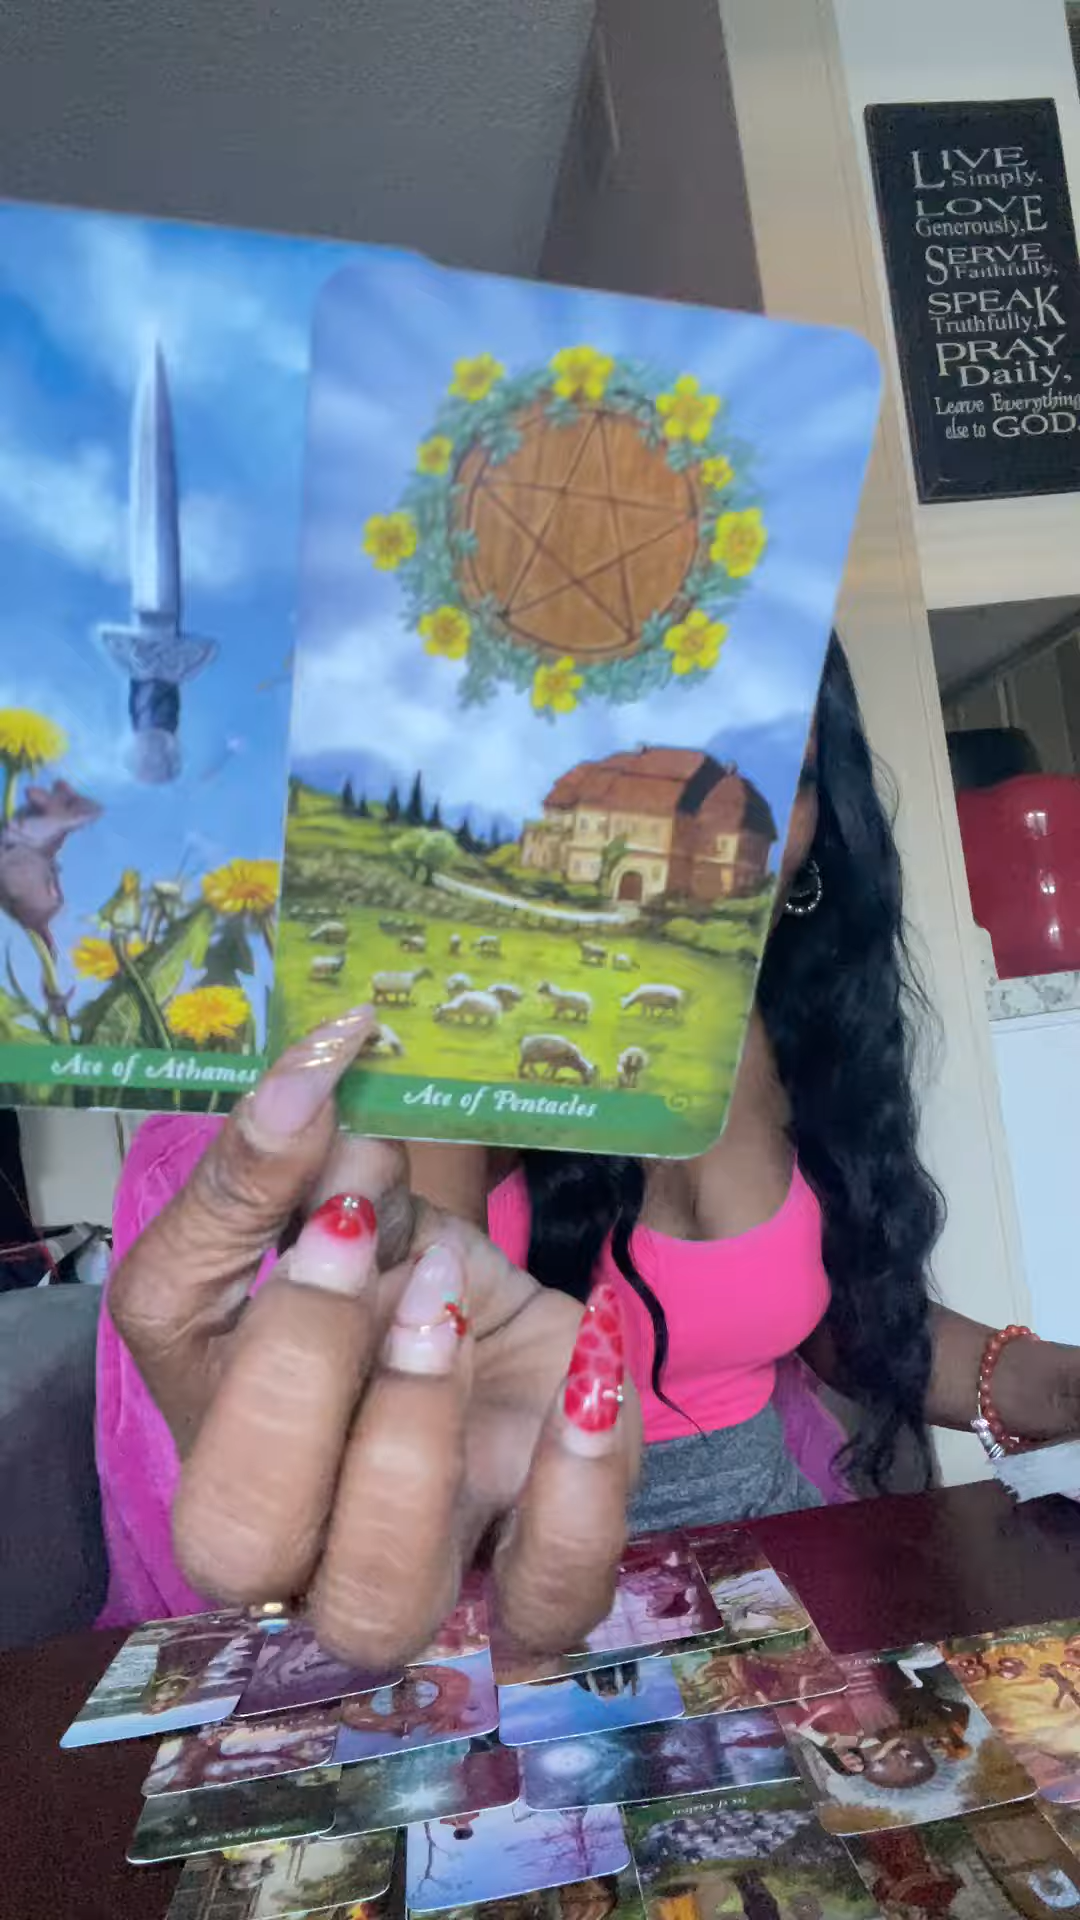 LIVE
Simply,
LOVE
Generously,
SERVE
Faithfully,
SPEAK
Truthfully,
PRAY
Daily,
Leave Everything
else to GOD.
Ace of Athames
Ace of Pentacles